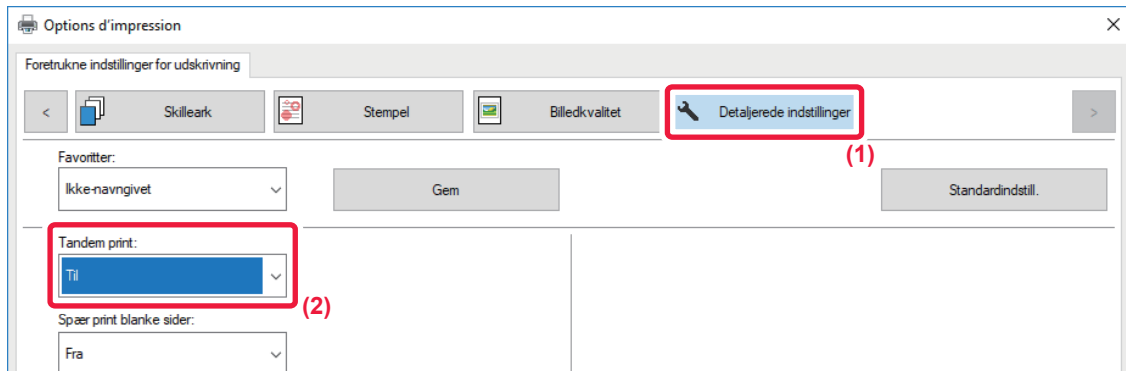 Options d'impression
Foretrukne indstillinger for udskrivning
< Skilleark Stempel Billedkvalitet Detaljerede indstillinger >
(1)
Favoritter:
Ikke-navngivet Gem Standardindstill.
Tandem print:
Til
(2)
Spær print blanke sider:
Fra